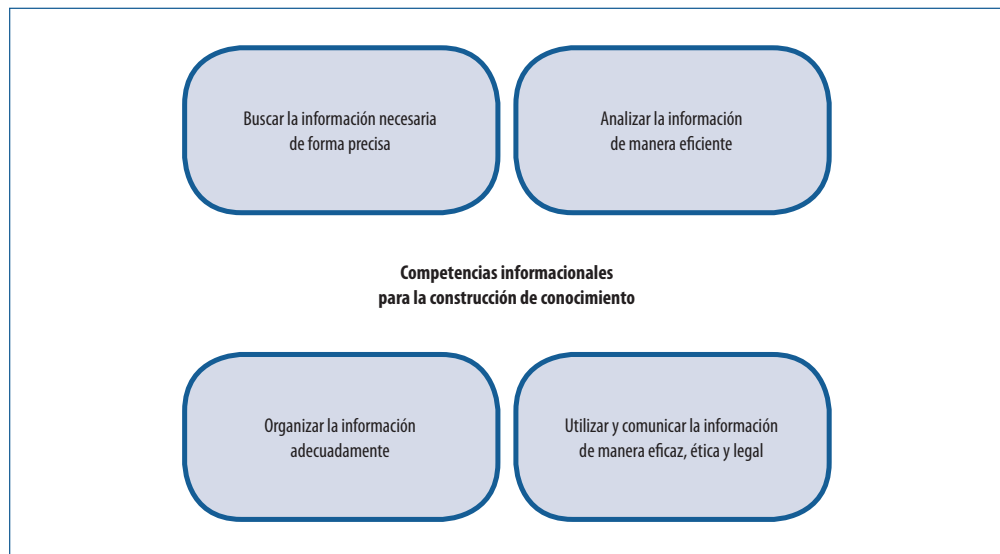 Buscar la información necesaria
de forma precisa
Analizar la información
de manera eficiente
Competencias informacionales
para la construcción de conocimiento
Organizar la información
adecuadamente
Utilizar y comunicar la información
de manera eficaz, ética y legal